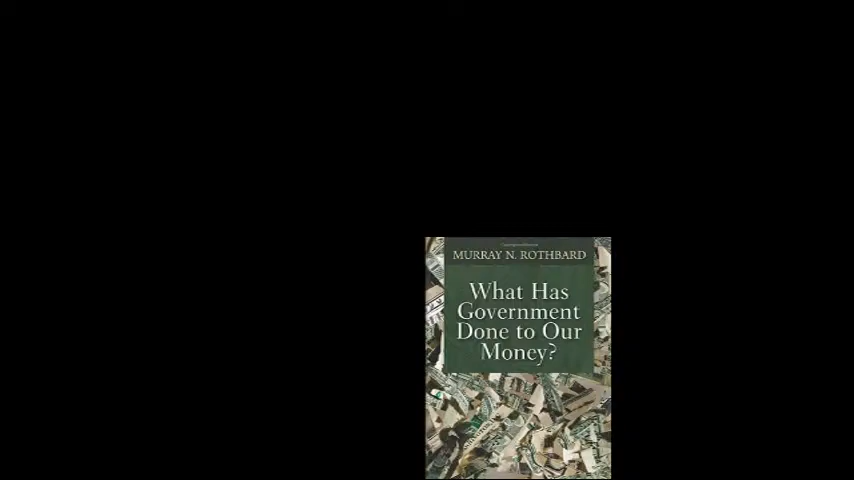 MURRAY N. ROTHBARD
What Has
Government
Done to Our
Money?